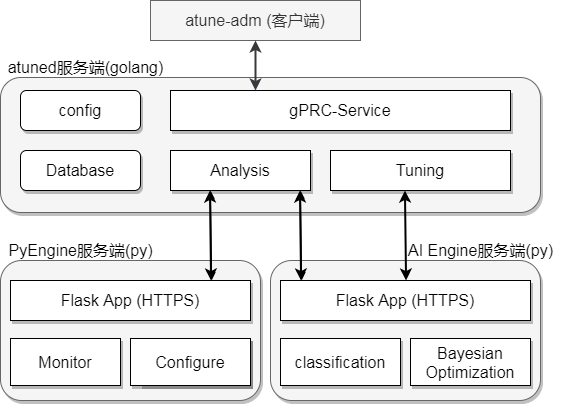 atune-adm (客户端)
atuned服务端(golang)
config
gPRC-Service
Database
Analysis
Tuning
PyEngine服务端(py)
AI Engine服务端(py)
Flask App (HTTPS)
Flask App (HTTPS)
Monitor
Configure
classification
Bayesian
Optimization